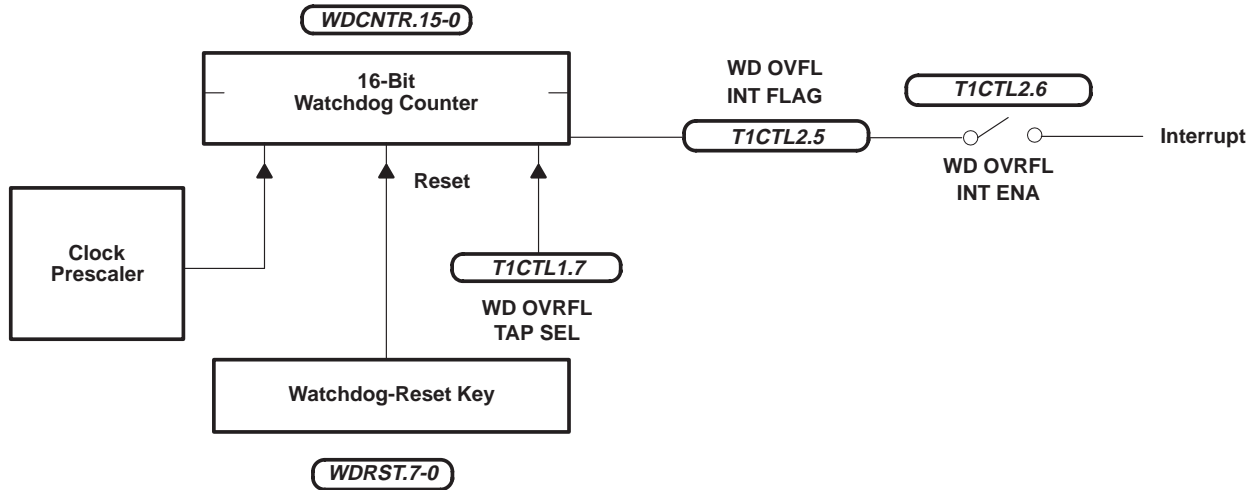 WDCNTR.15-0
16-Bit
Watchdog Counter
WD OVFL
INT FLAG
T1CTL2.6
T1CTL2.5
Interrupt
WD OVRFL
INT ENA
Reset
Clock
Prescaler
T1CTL1.7
WD OVRFL
TAP SEL
Watchdog-Reset Key
WDRST.7-0